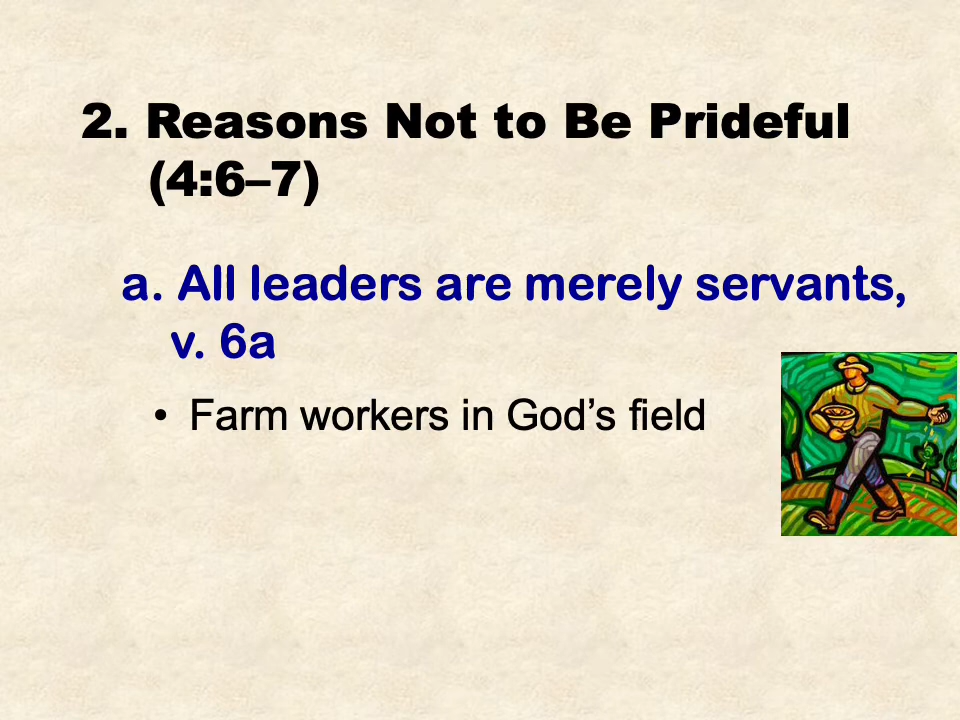 2. Reasons Not to Be Prideful
(4:6–7)
a. All leaders are merely servants,
v. 6a
• Farm workers in God’s field